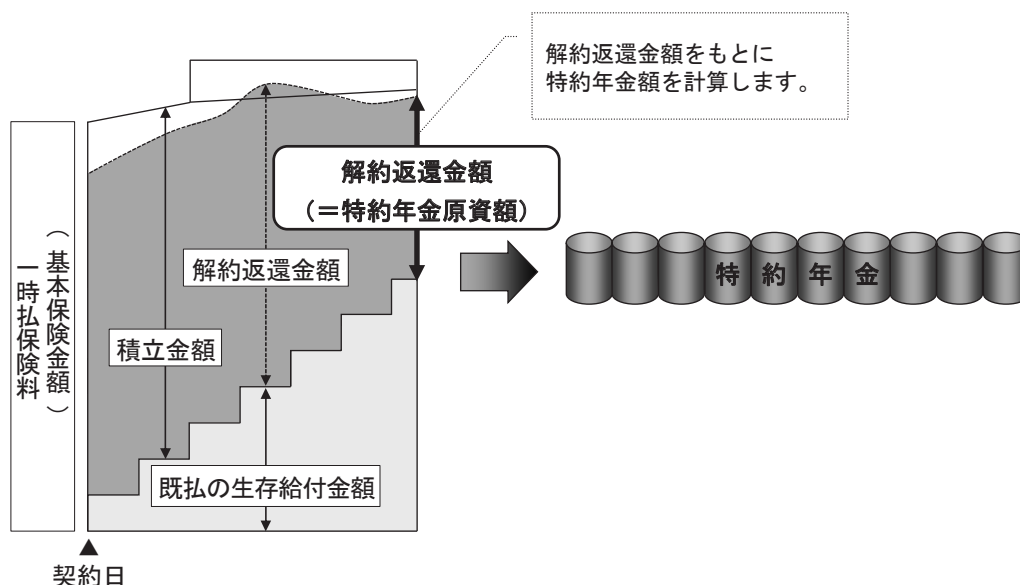 解約返還金額をもとに
特約年金額を計算します。
解約返還金額
（＝特約年金原資額）
一時払保険料
（基本保険金額）
解約返還金額
積立金額
既払の生存給付金額
特約年金
▲
契約日